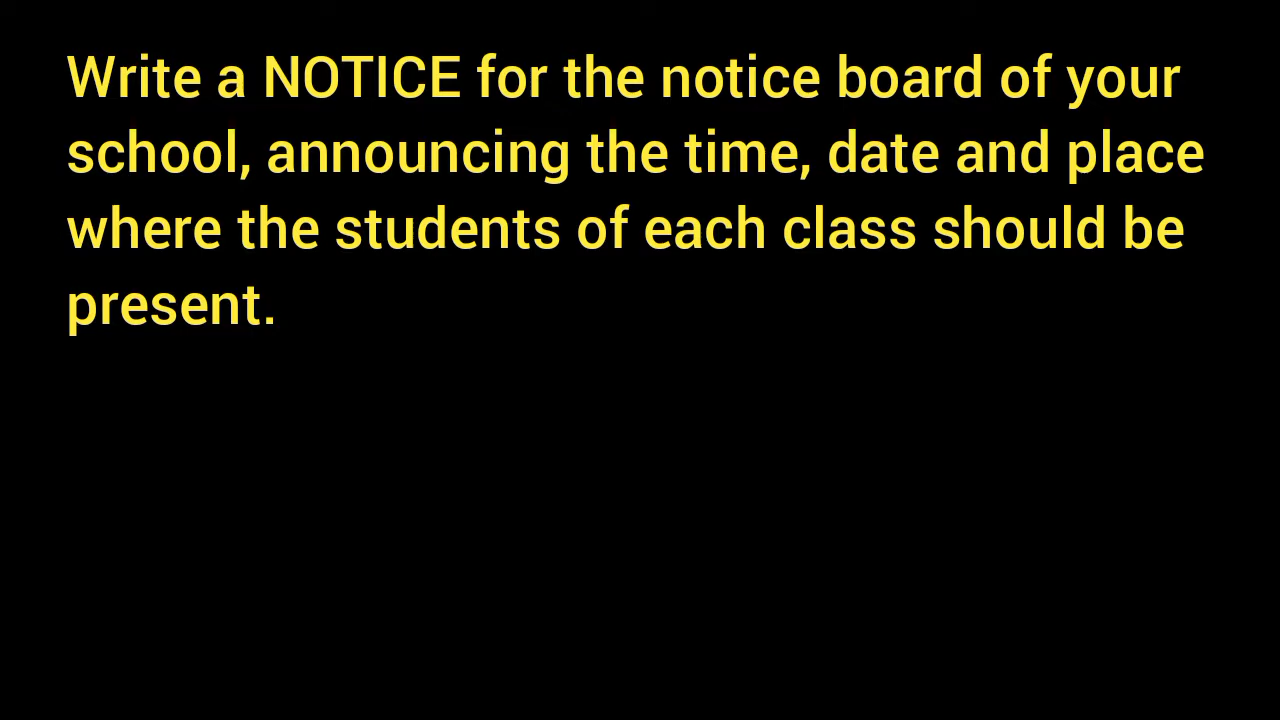 Write a NOTICE for the notice board of your
school, announcing the time, date and place
where the students of each class should be
present.